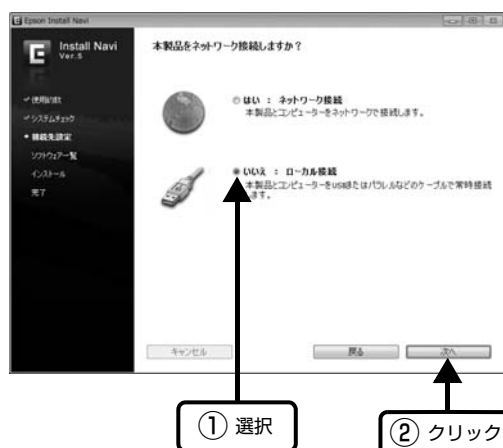 Epson Install Navi
Install Navi
Ver.5
使用許諾
システムチェック
接続先設定
ソフトウェア一覧
インストール
完了
本製品をネットワーク接続しますか?
はい : ネットワーク接続
本製品とコンピューターをネットワークで接続します。
いいえ : ローカル接続
本製品とコンピューターをUSBまたはパラレルなどのケーブルで常時接続
ます。
キャンセル
戻る
次へ
① 選択
② クリック